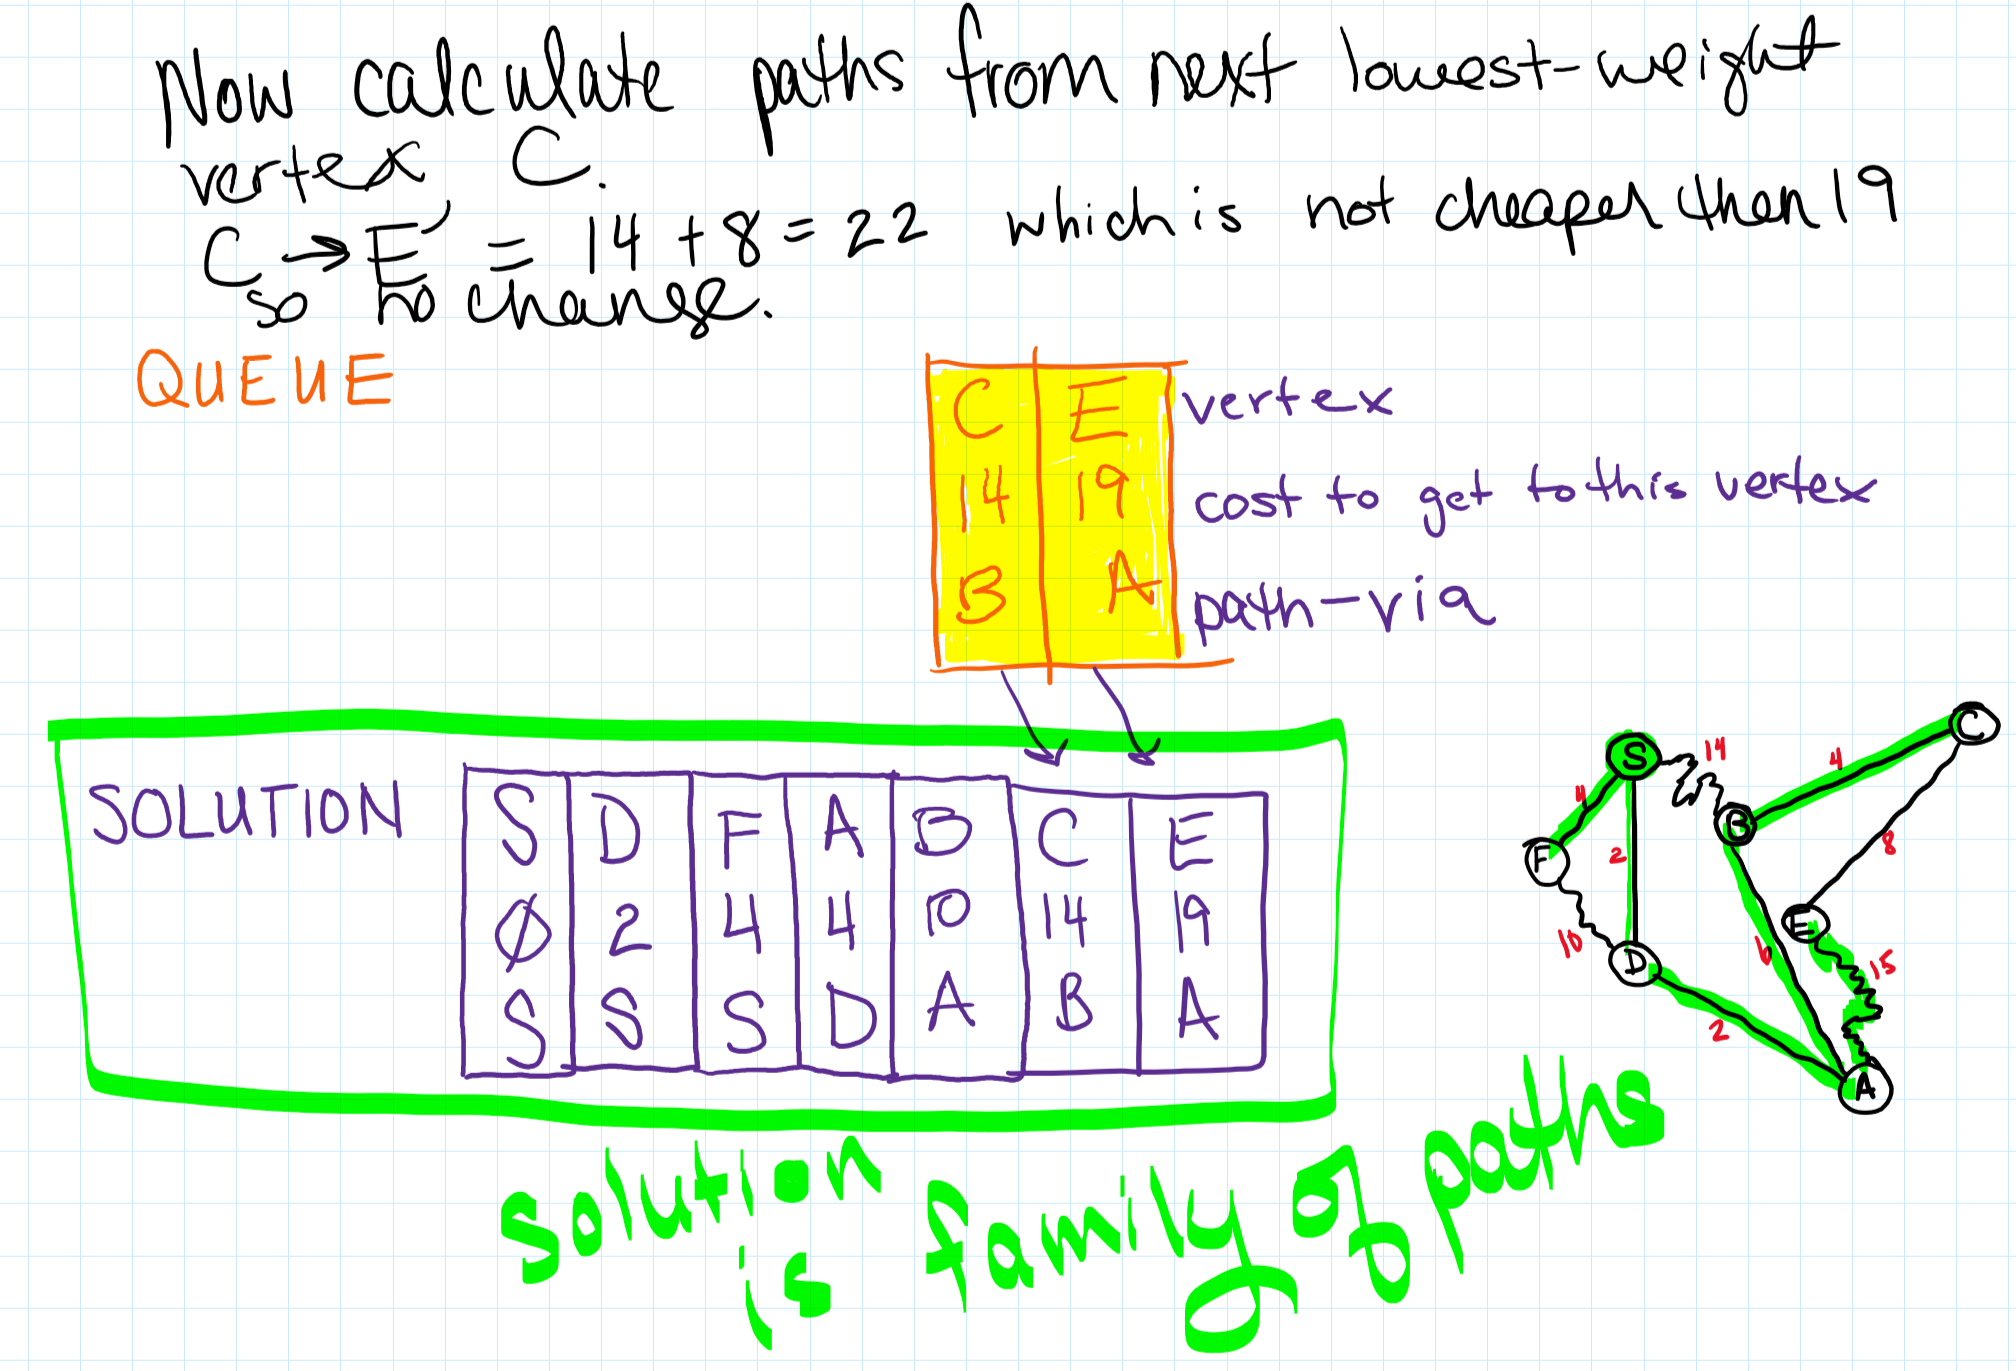 Now calculate paths from next lowest-weight
vertex, C.
C → E = 14 + 8 = 22 which is not cheaper then 19
so no change.
QUEUE
C E vertex
14 19 cost to get to this vertex
B A path-via
SOLUTION
S D F A B C E
Ø 2 4 4 10 14 19
S S S D A B A
S
14
C
4
4
B
F
2
8
E
10
D
6
15
2
A
solution
is family of paths